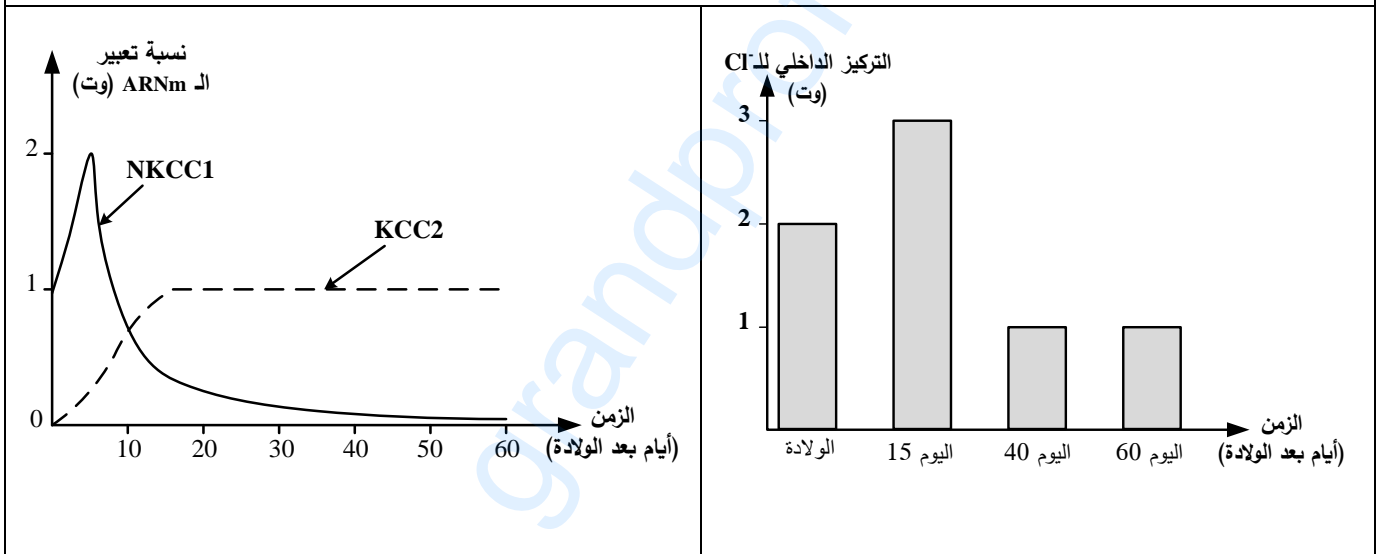 نسبة تعبير
الـ ARNm (وت)
2
NKCC1
KCC2
1
0
10 20 30 40 50 60
الزمن
(أيام بعد الولادة)
التركيز الداخلي للـ Cl⁻
(وت)
3
2
1
الولادة اليوم 15 اليوم 40 اليوم 60
الزمن
(أيام بعد الولادة)